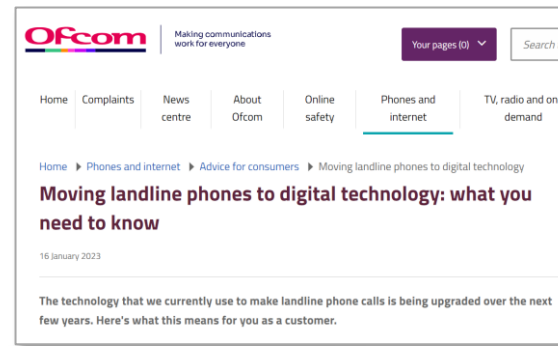 Ofcom
Making communications
work for everyone
Your pages (0)
Search
Home
Complaints
News
centre
About
Ofcom
Online
safety
Phones and
internet
TV, radio and on
demand
Home Phones and internet Advice for consumers Moving landline phones to digital technology
Moving landline phones to digital technology: what you
need to know
16 January 2023
The technology that we currently use to make landline phone calls is being upgraded over the next
few years. Here's what this means for you as a customer.